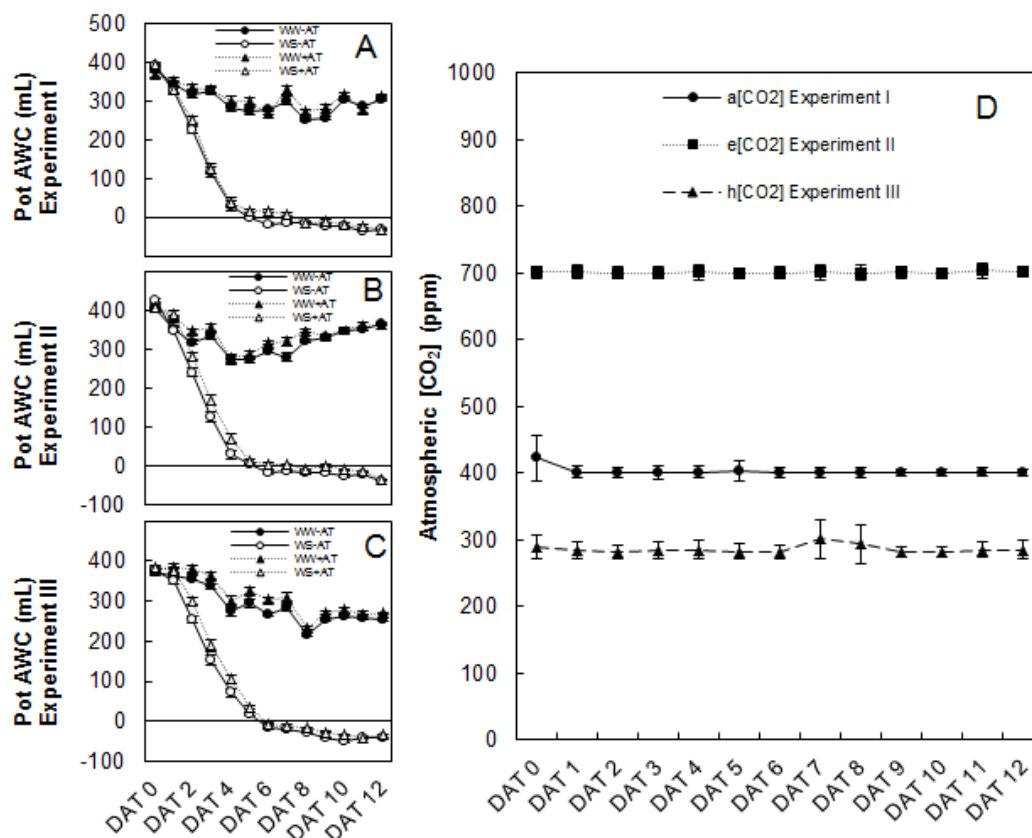 Pot AWC (mL)
Experiment I
500
400
300
200
100
0
WW-AT
WS-AT
WW+AT
WS+AT
A
Pot AWC (mL)
Experiment II
400
300
200
100
0
-100
WW-AT
WS-AT
WW+AT
WS+AT
B
Pot AWC (mL)
Experiment III
400
300
200
100
0
-100
WW-AT
WS-AT
WW+AT
WS+AT
C
DAT 0
DAT 2
DAT 4
DAT 6
DAT 8
DAT 10
DAT 12
Atmospheric [CO₂] (ppm)
1000
900
800
700
600
500
400
300
200
100
0
a[CO2] Experiment I
e[CO2] Experiment II
h[CO2] Experiment III
D
DAT 0
DAT 1
DAT 2
DAT 3
DAT 4
DAT 5
DAT 6
DAT 7
DAT 8
DAT 9
DAT 10
DAT 11
DAT 12